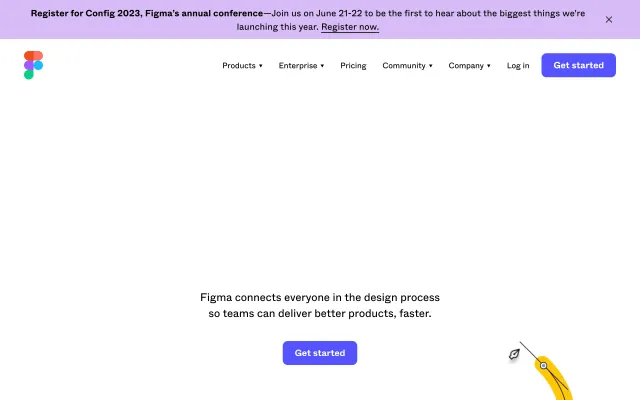 Register for Config 2023, Figma's annual conference—Join us on June 21-22 to be the first to hear about the biggest things we're
launching this year. Register now.
Products ▾ Enterprise ▾ Pricing Community ▾ Company ▾ Log in Get started
Figma connects everyone in the design process
so teams can deliver better products, faster.
Get started